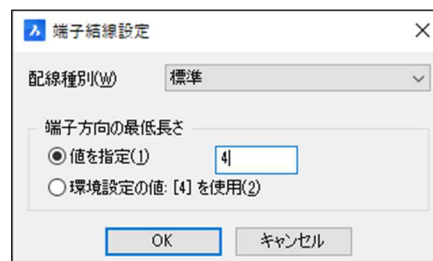 端子結線設定
配線種別(W) 標準
端子方向の最低長さ
値を指定(1) 4
環境設定の値: [4] を使用(2)
OK キャンセル